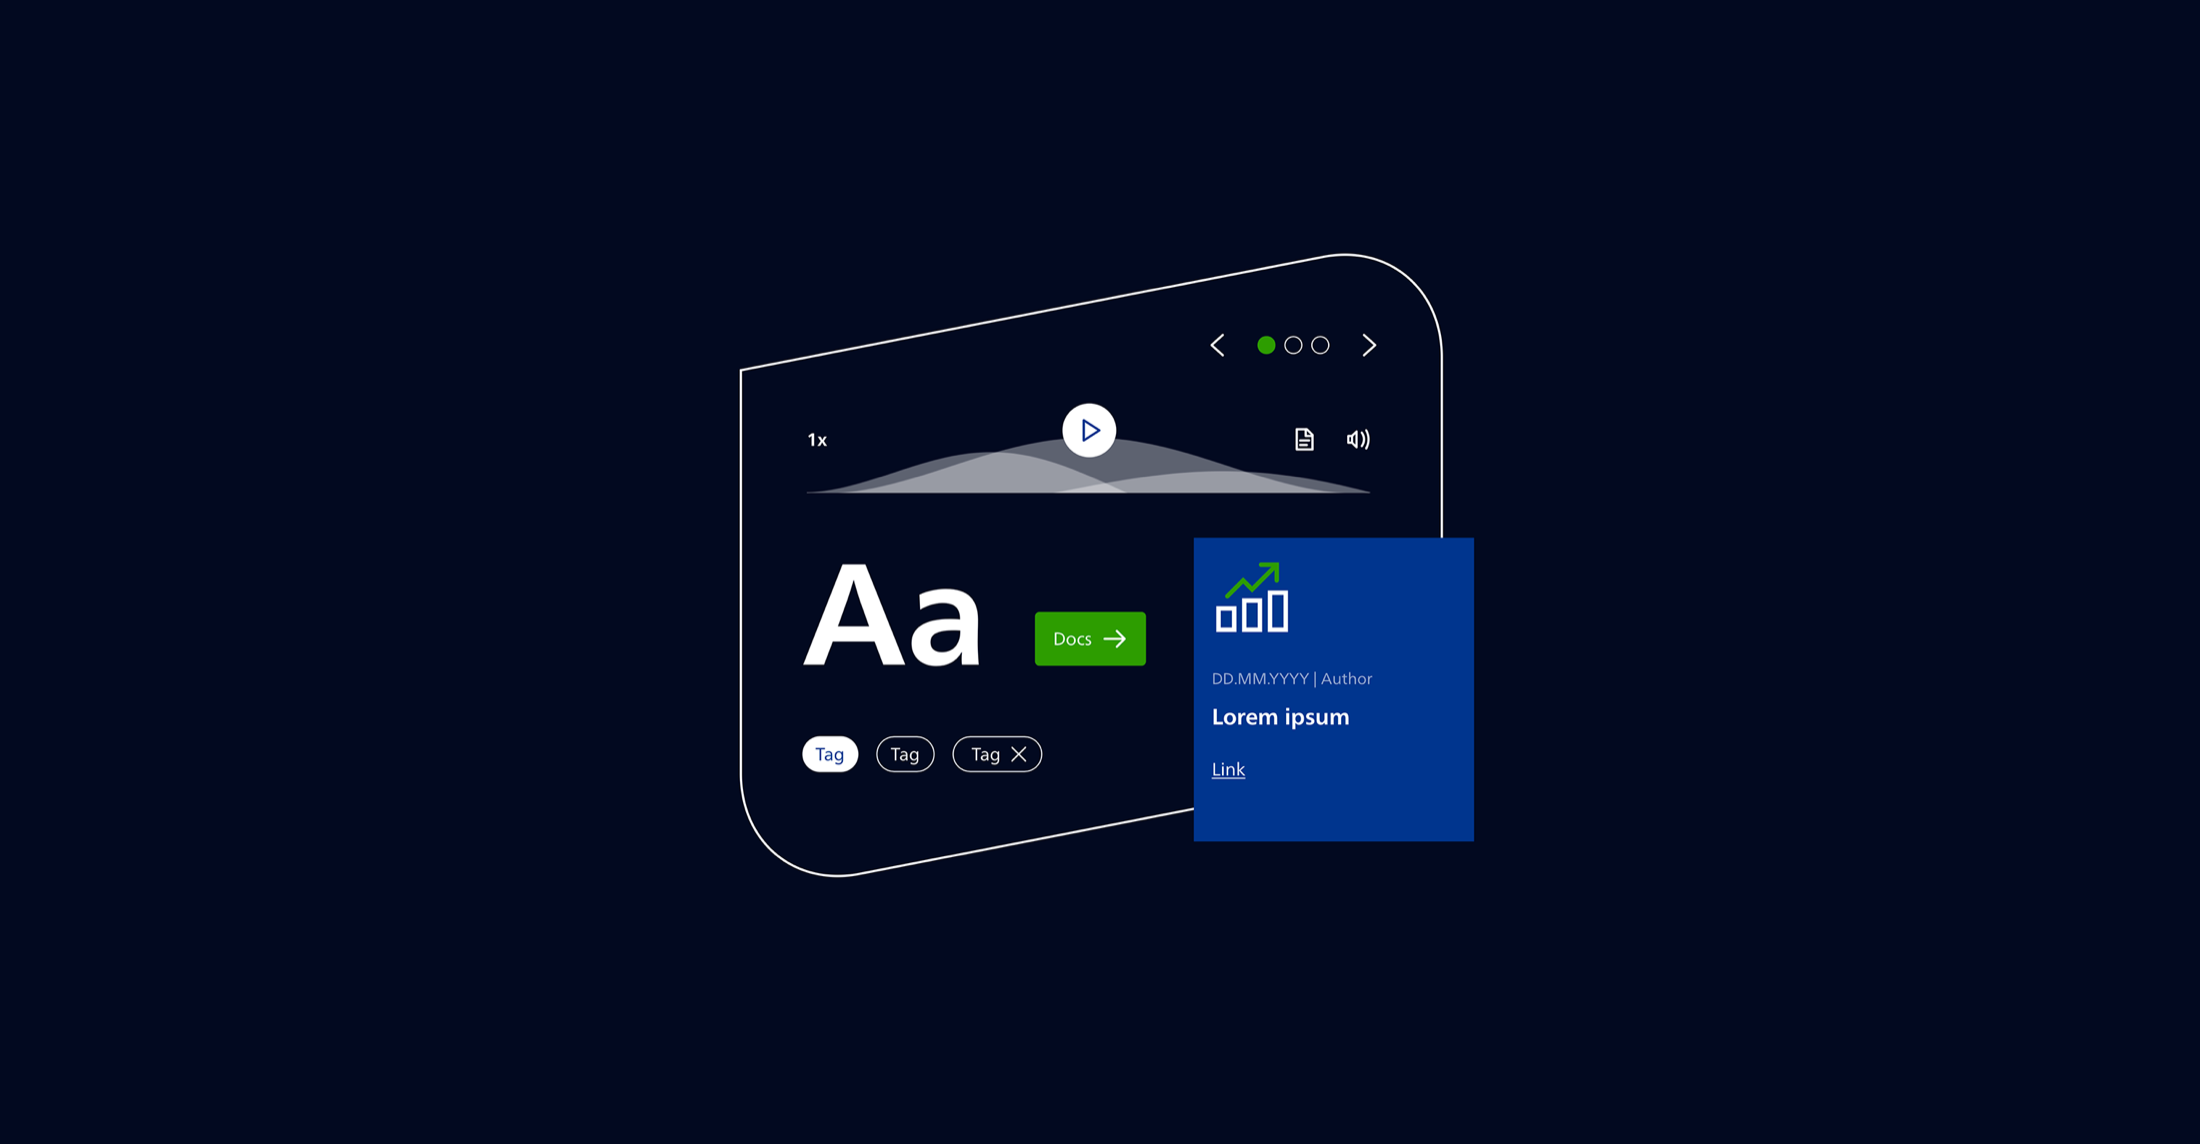 1x
Aa
Docs
Tag Tag Tag
DD.MM.YYYY | Author
Lorem ipsum
Link